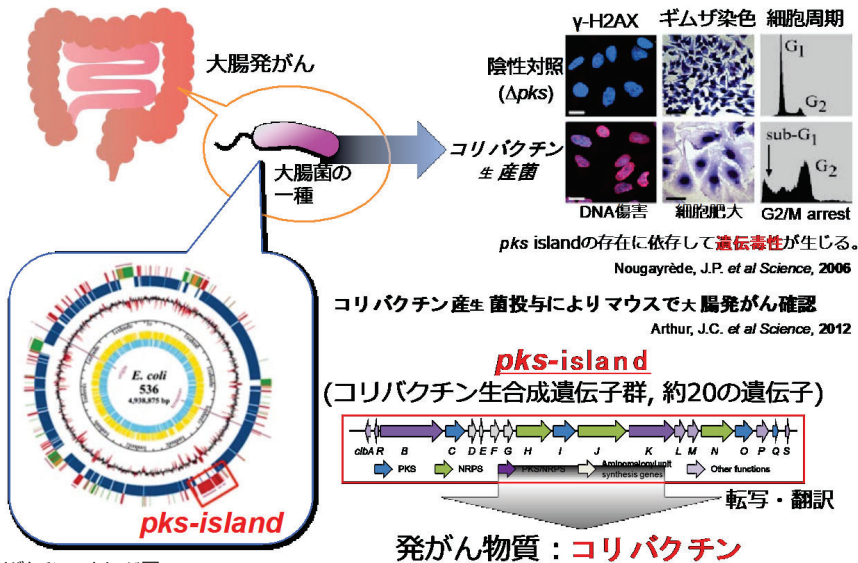 大腸発がん
大腸菌の
一種
γ-H2AX ギムザ染色 細胞周期
陰性対照
(Δpks)
G1
G2
コリバクチン
生産菌
sub-G1
G2
DNA傷害 細胞肥大 G2/M arrest
pks islandの存在に依存して遺伝毒性が生じる。
Nougayrède, J.P. et al Science, 2006
コリバクチン産生菌投与によりマウスで大腸発がん確認
Arthur, J.C. et al Science, 2012
E. coli
536
4,938,875 bp
pks-island
pks-island
(コリバクチン生合成遺伝子群, 約20の遺伝子)
clbA R B C D E F G H I J K L M N O P Q S
PKS NRPS PKS/NRPS Aminomalonyl unit
synthesis genes
Other functions
転写・翻訳
発がん物質：コリバクチン